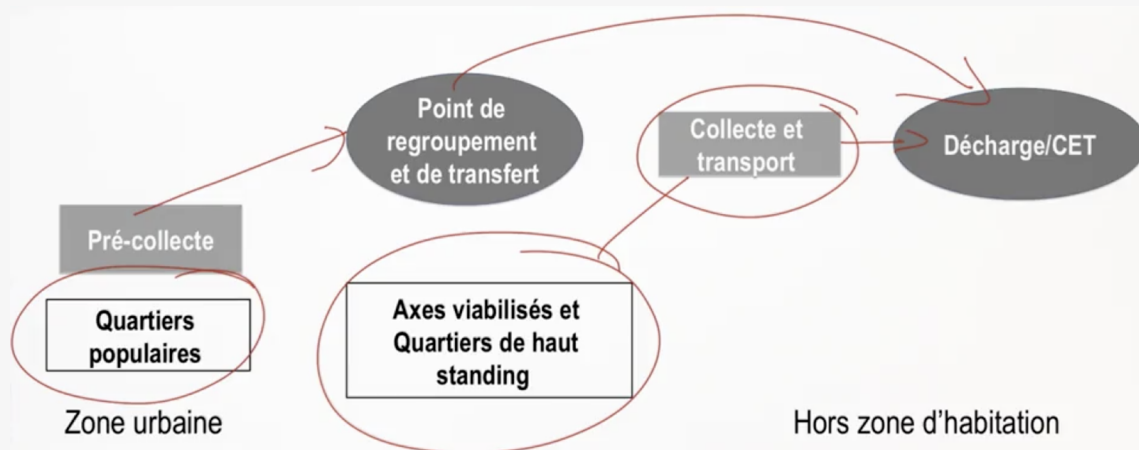 Point de
regroupement
et de transfert
Collecte et
transport
Décharge/CET
Pré-collecte
Quartiers
populaires
Axes viabilisés et
Quartiers de haut
standing
Zone urbaine
Hors zone d’habitation